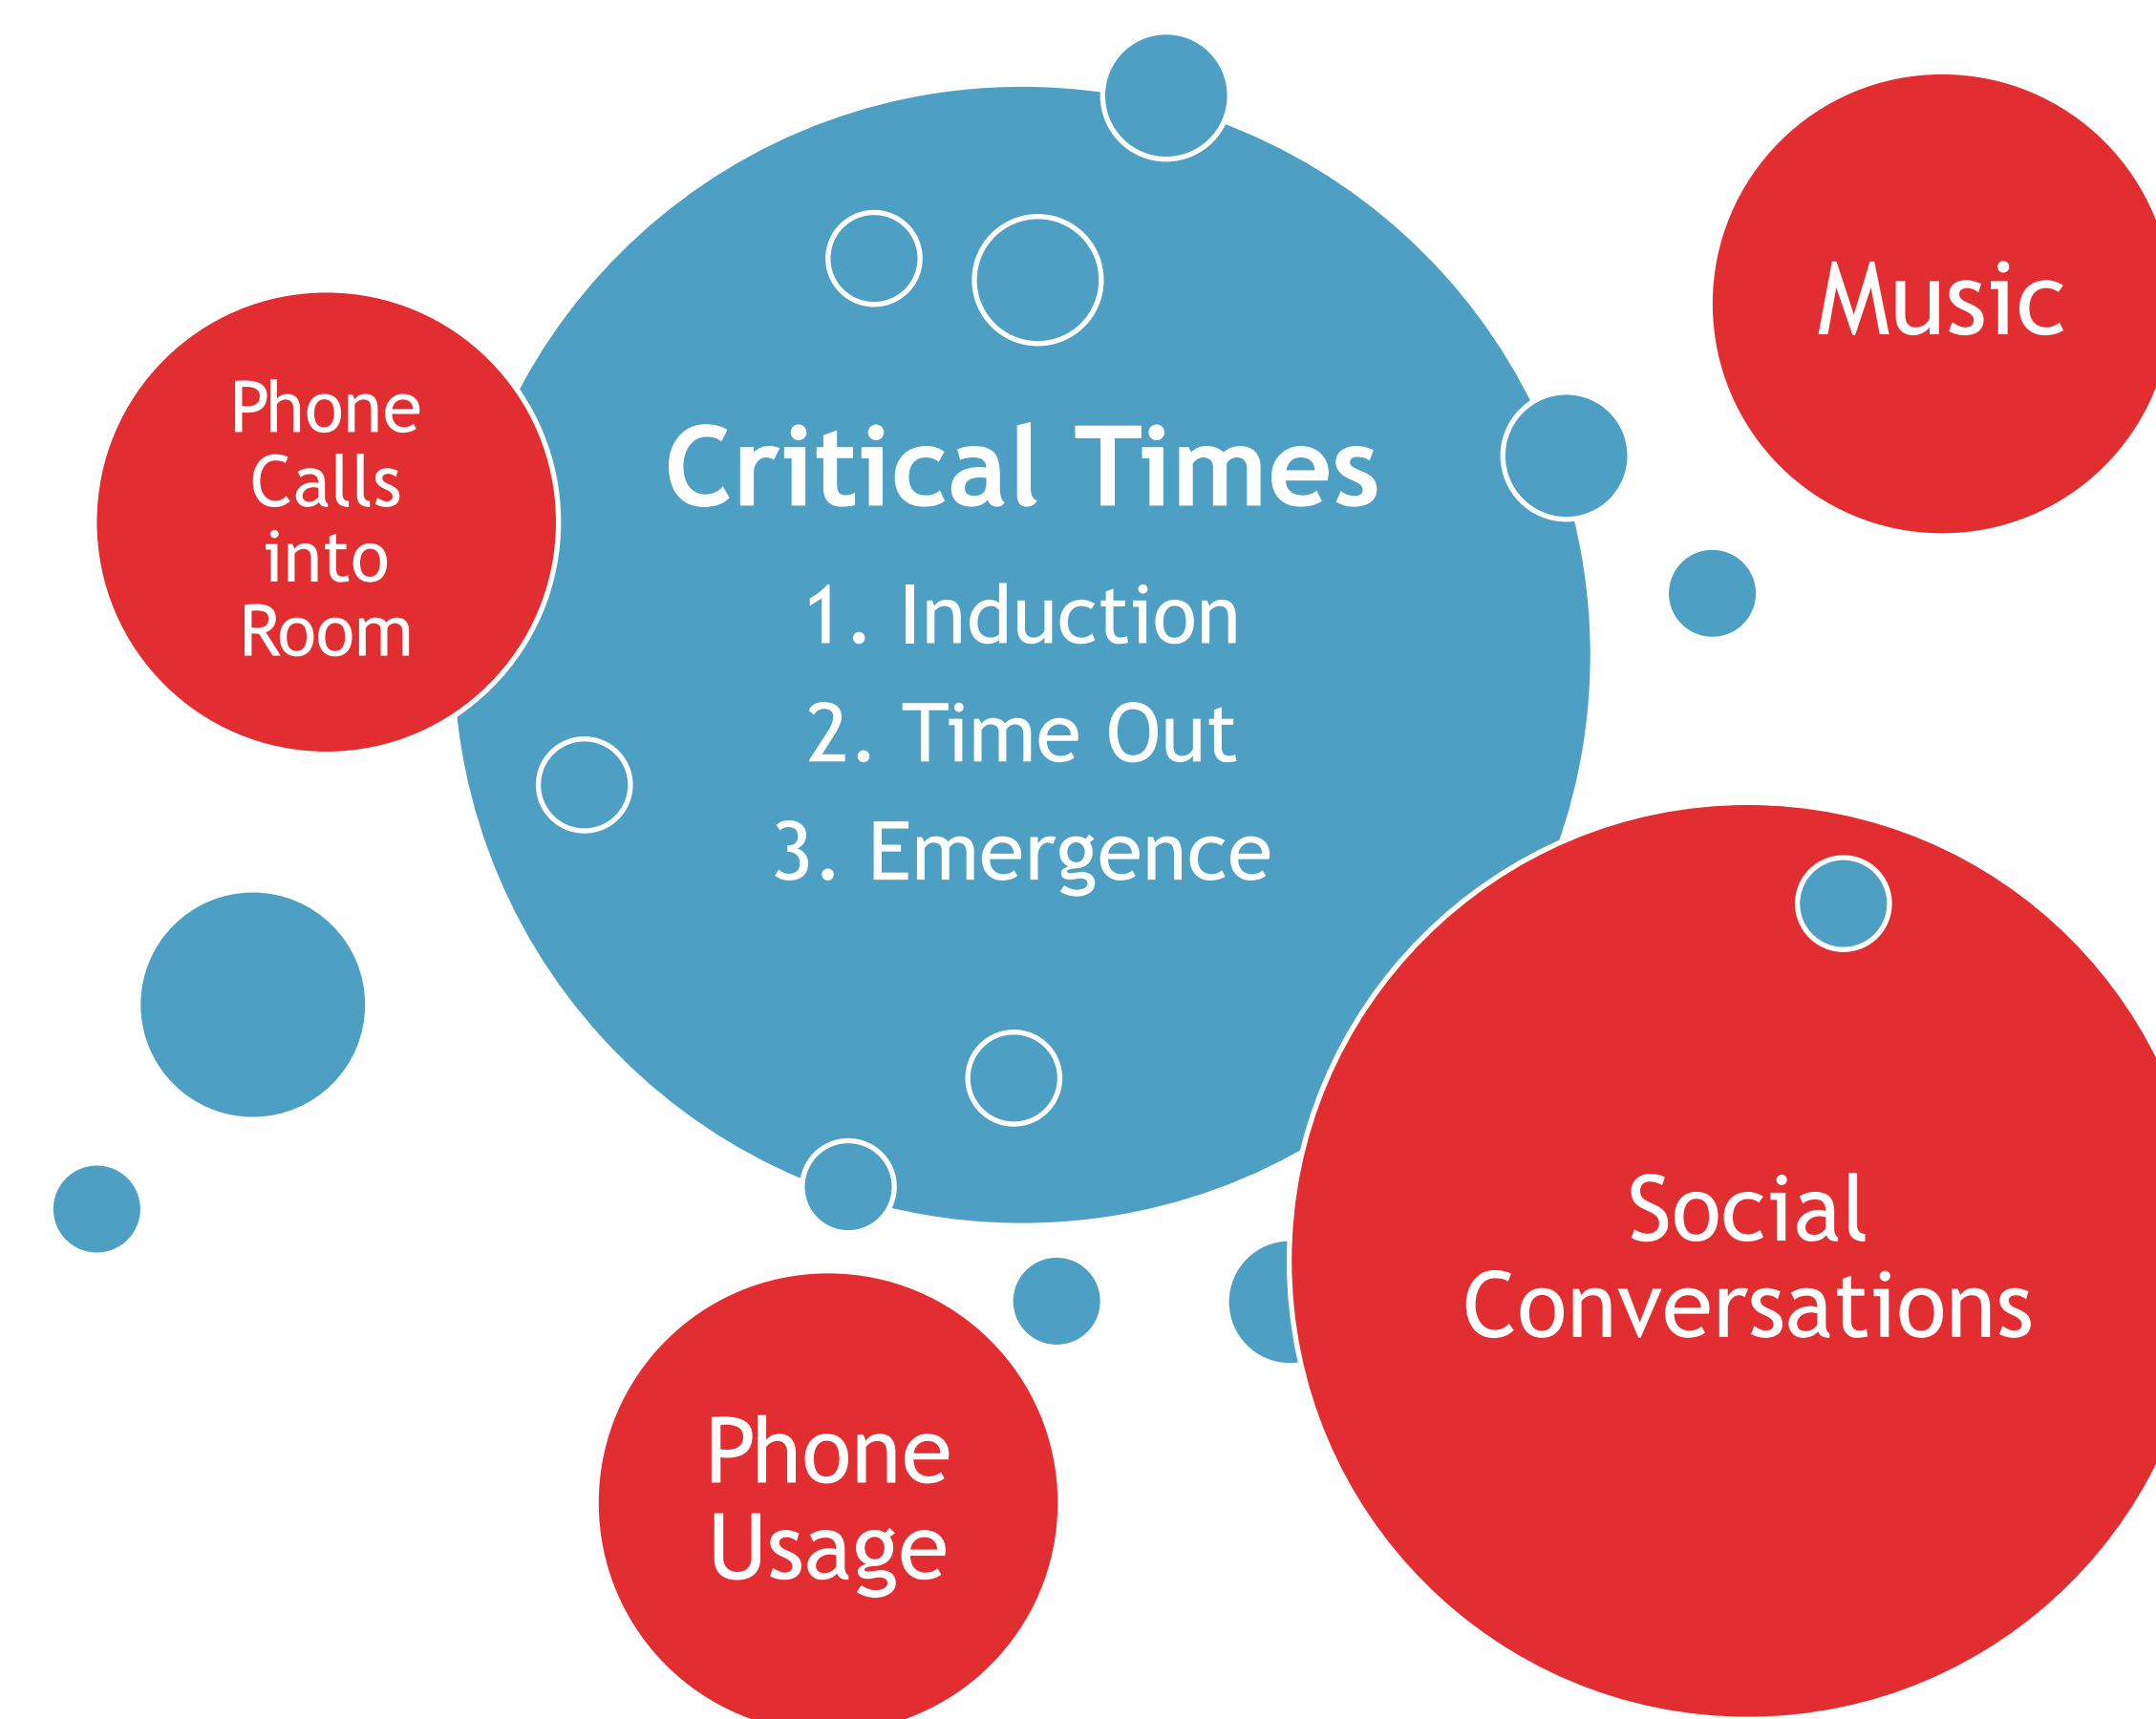 Music
Phone
Calls
into
Room
Critical Times
1. Induction
2. Time Out
3. Emergence
Social
Conversations
Phone
Usage